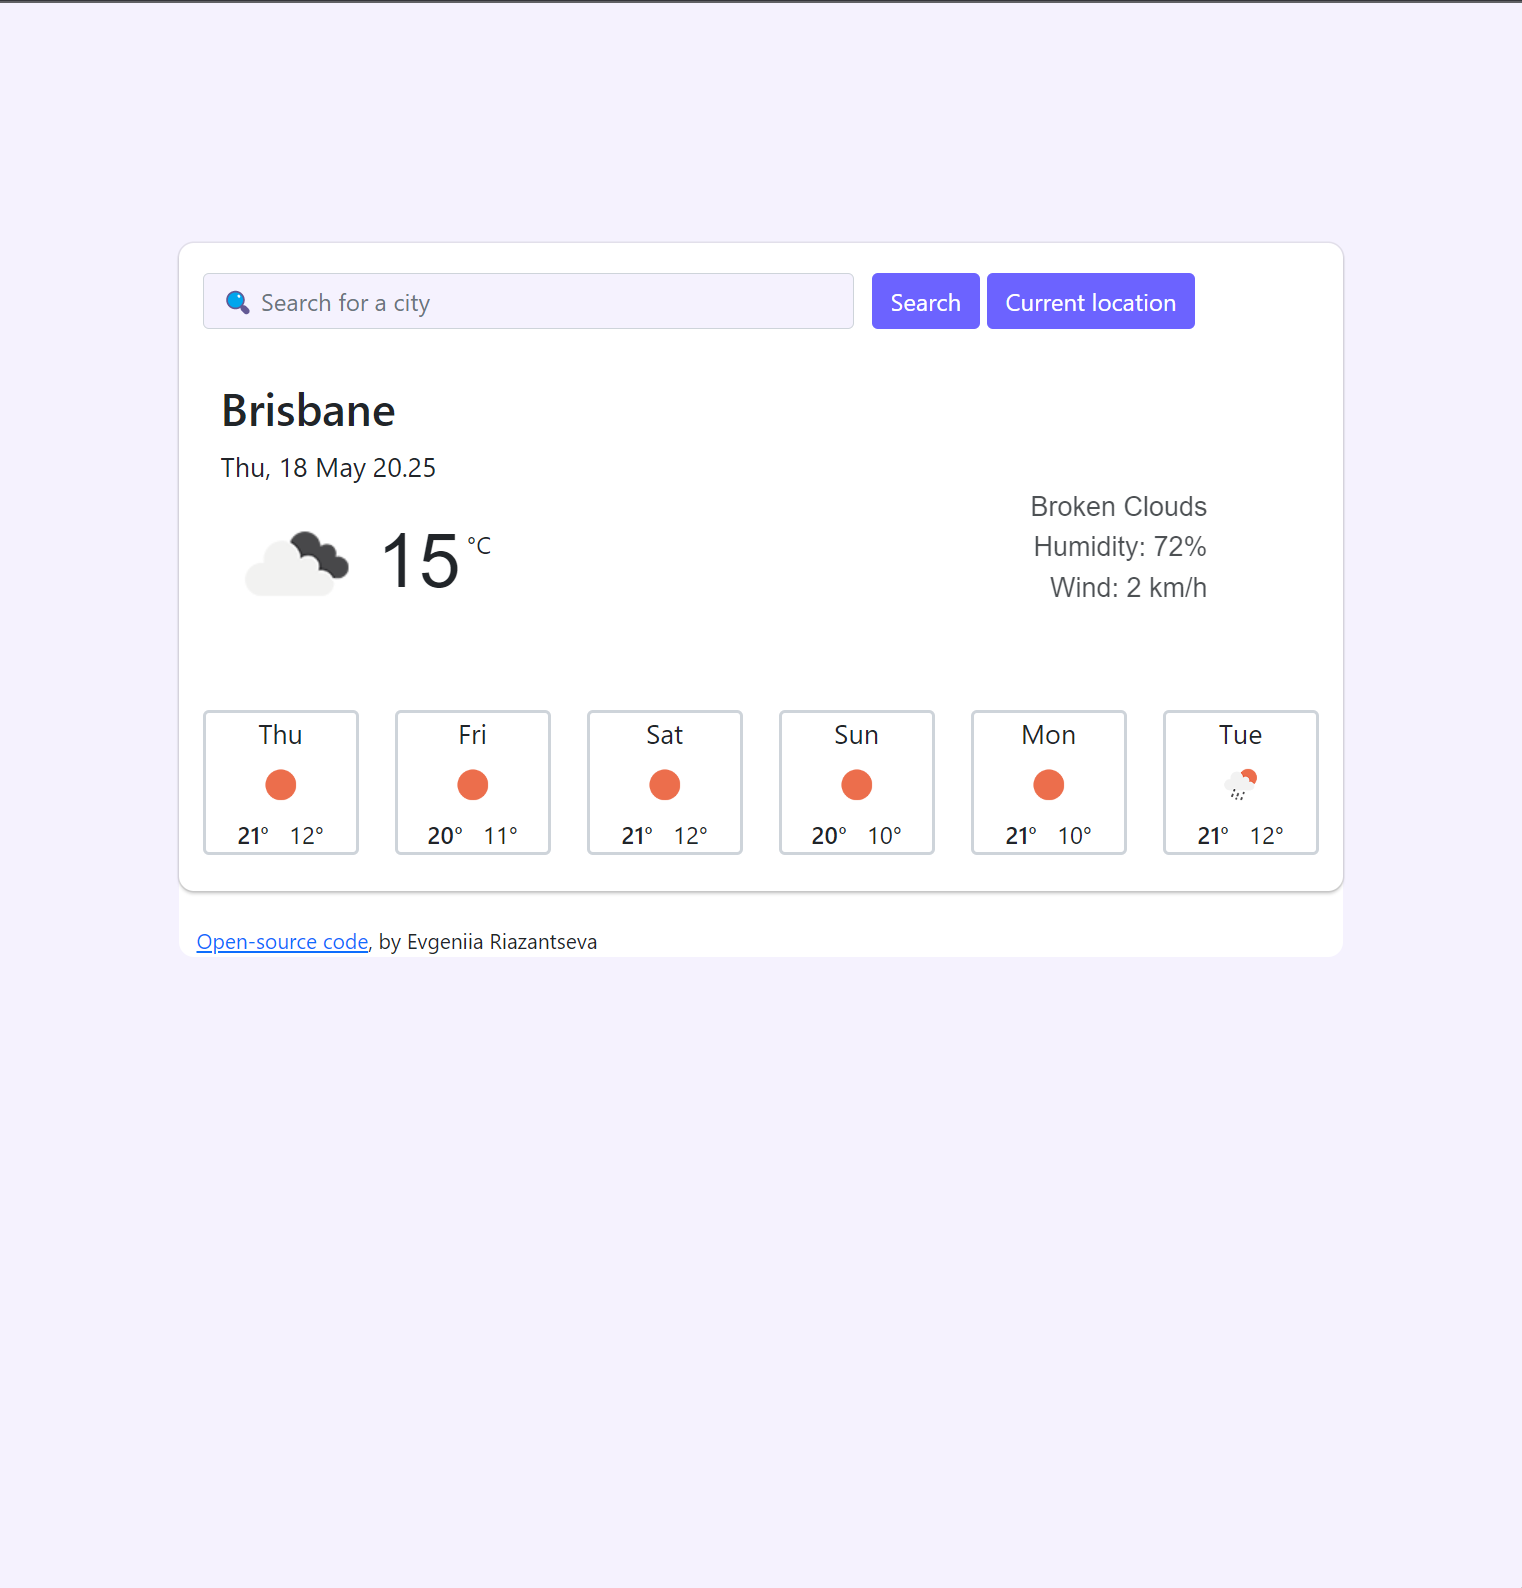 🔍 Search for a city Search Current location
Brisbane
Thu, 18 May 20.25
15 °C
Broken Clouds
Humidity: 72%
Wind: 2 km/h
Thu Fri Sat Sun Mon Tue
21° 12° 20° 11° 21° 12° 20° 10° 21° 10° 21° 12°
Open-source code, by Evgeniia Riazantseva